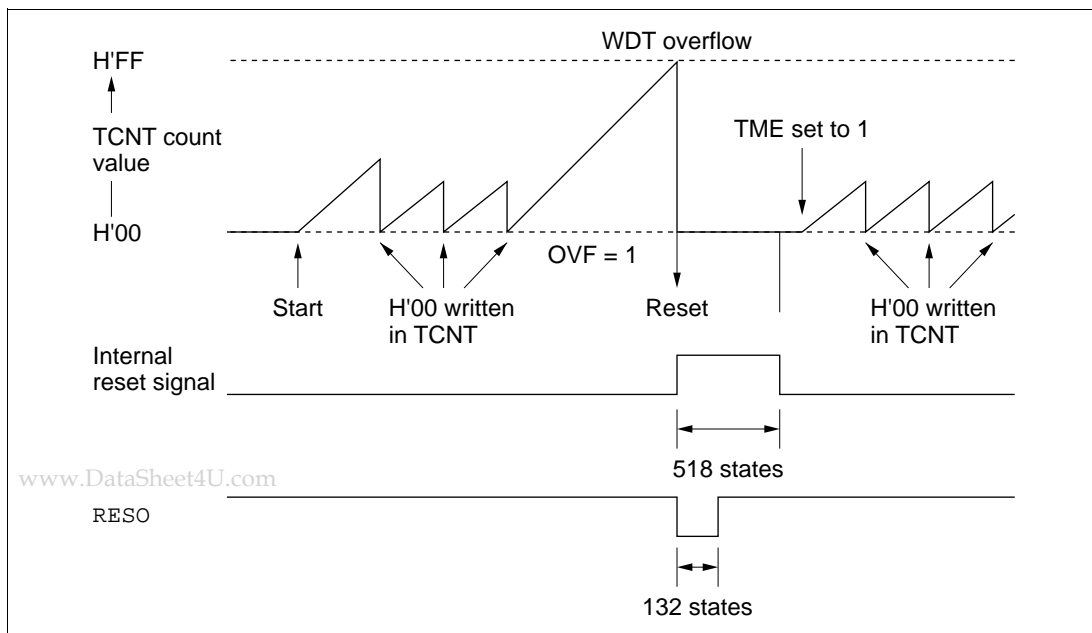 WDT overflow
H'FF
TME set to 1
TCNT count
value
H'00
OVF = 1
Start
H'00 written
in TCNT
Reset
H'00 written
in TCNT
Internal
reset signal
518 states
www.DataSheet4U.com
RESO
132 states